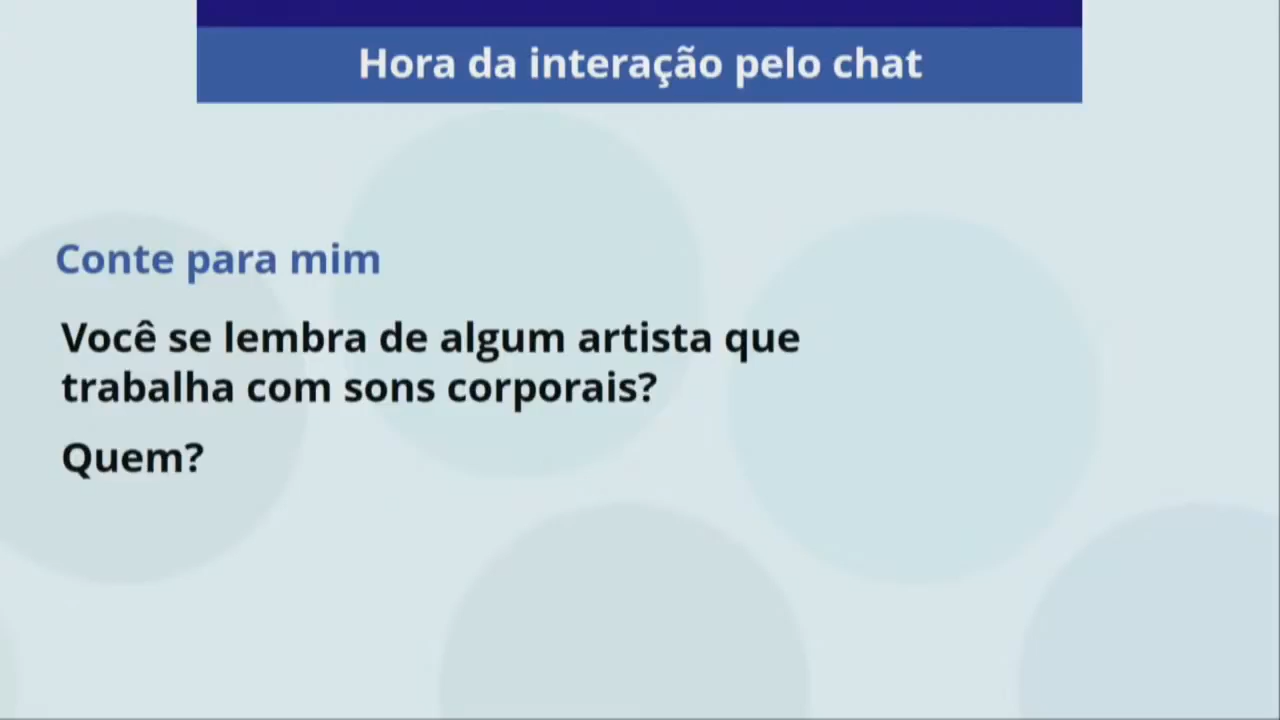 Hora da interação pelo chat
Conte para mim
Você se lembra de algum artista que
trabalha com sons corporais?
Quem?